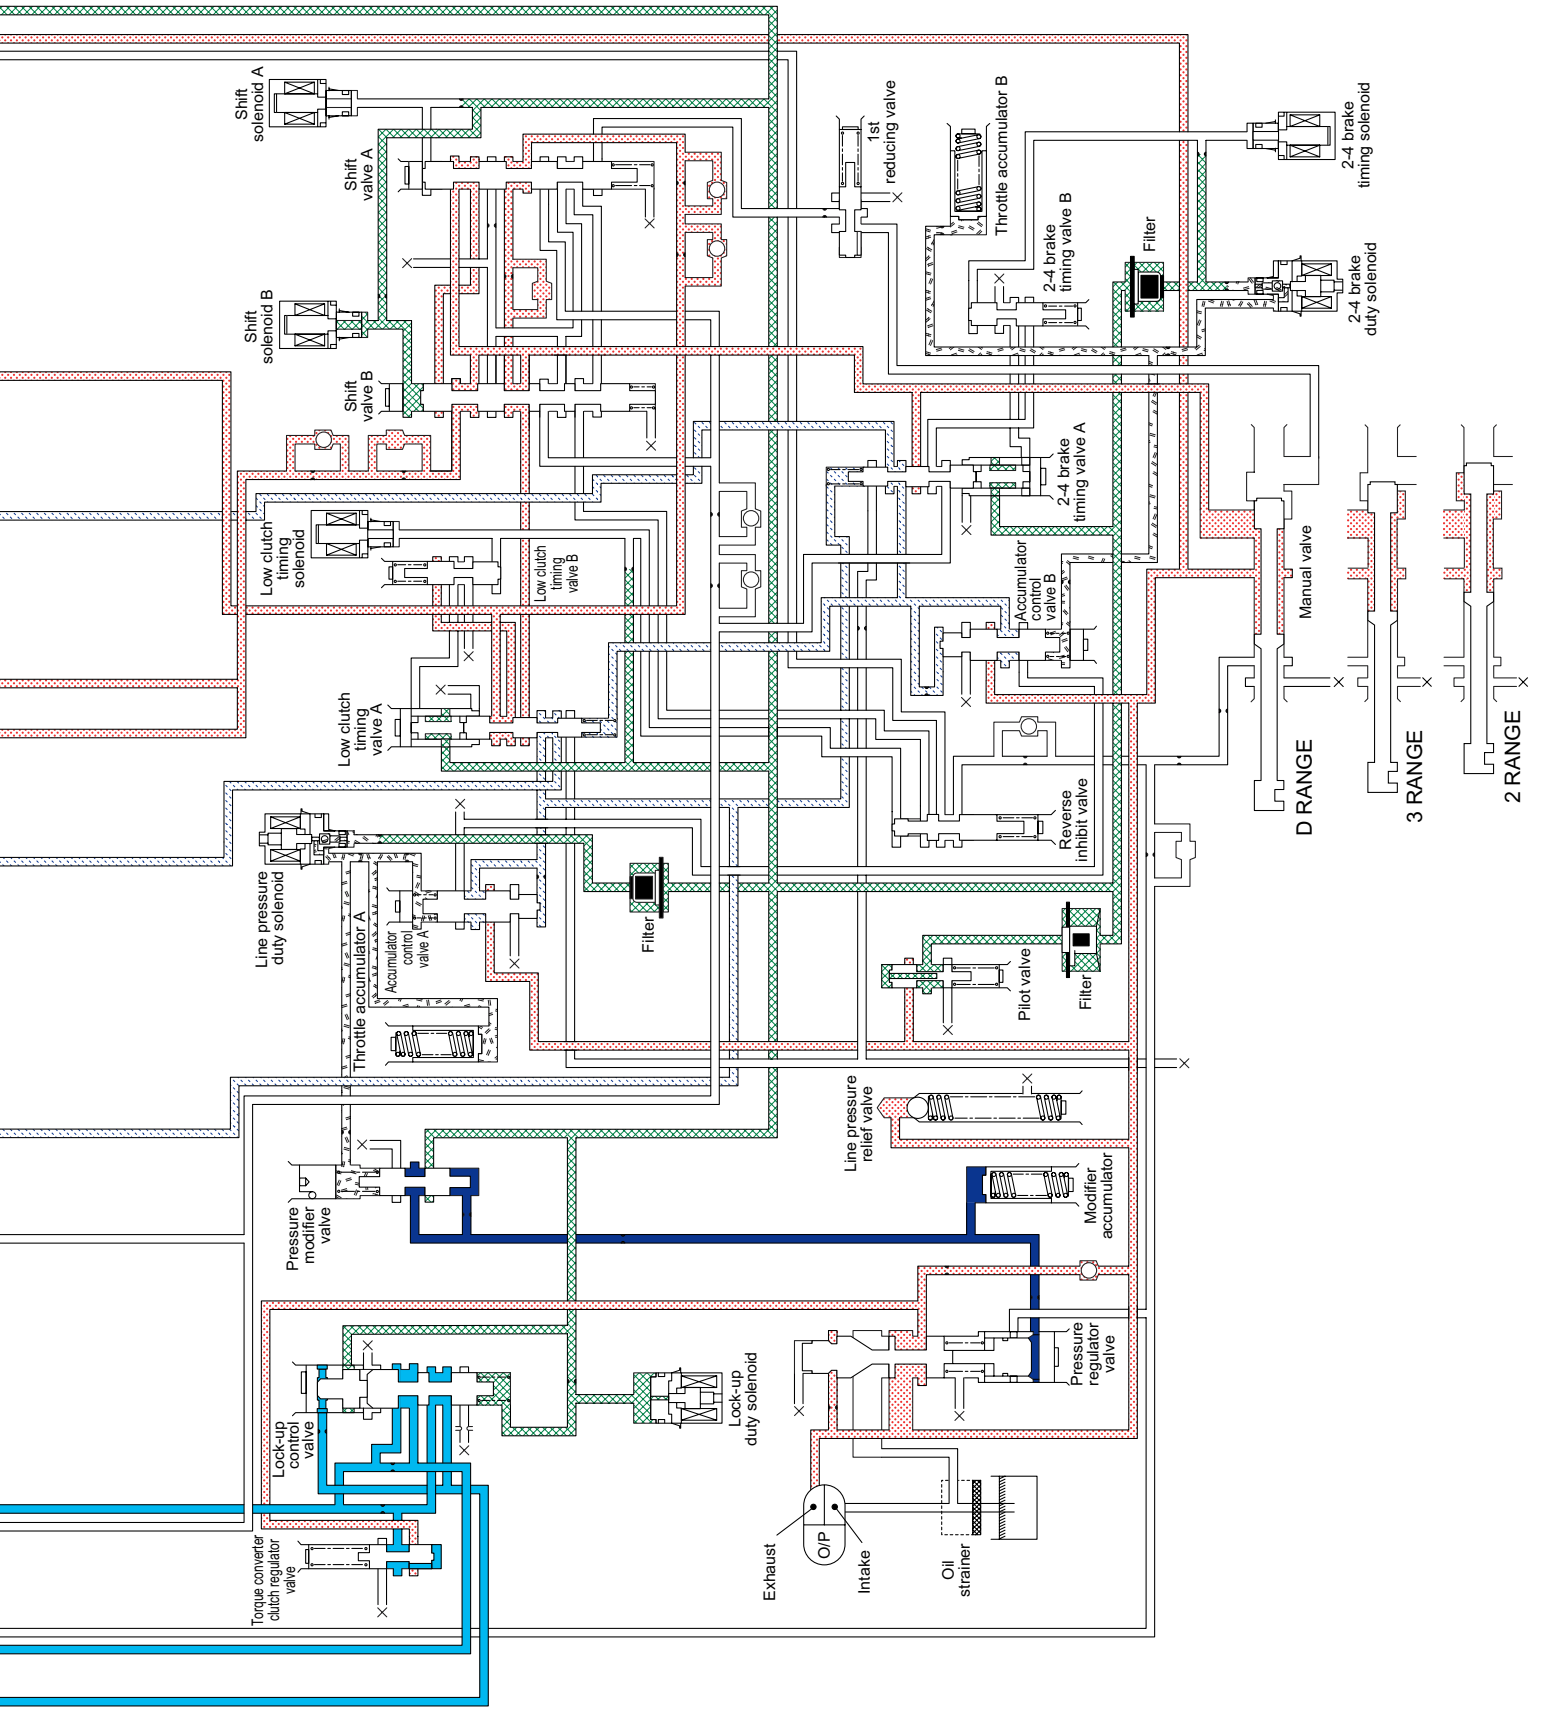 Shift
solenoid A
Shift
valve A
Shift
solenoid B
Shift
valve B
Low clutch
timing
solenoid
Low clutch
timing
valve B
Low clutch
timing
valve A
Line pressure
duty solenoid
Throttle accumulator A
Accumulator
control
valve A
Pressure
modifier
valve
Lock-up
control
valve
Torque converter
clutch regulator
valve
Filter
Lock-up
duty solenoid
Exhaust
O/P
Intake
Oil
strainer
1st
reducing valve
Throttle accumulator B
2-4 brake
timing valve B
Filter
2-4 brake
timing solenoid
2-4 brake
duty solenoid
2-4 brake
timing valve A
Accumulator
control
valve B
Manual valve
Reverse
inhibit valve
Pilot valve
Filter
Line pressure
relief valve
Modifier
accumulator
Pressure
regulator
valve
D RANGE
3 RANGE
2 RANGE